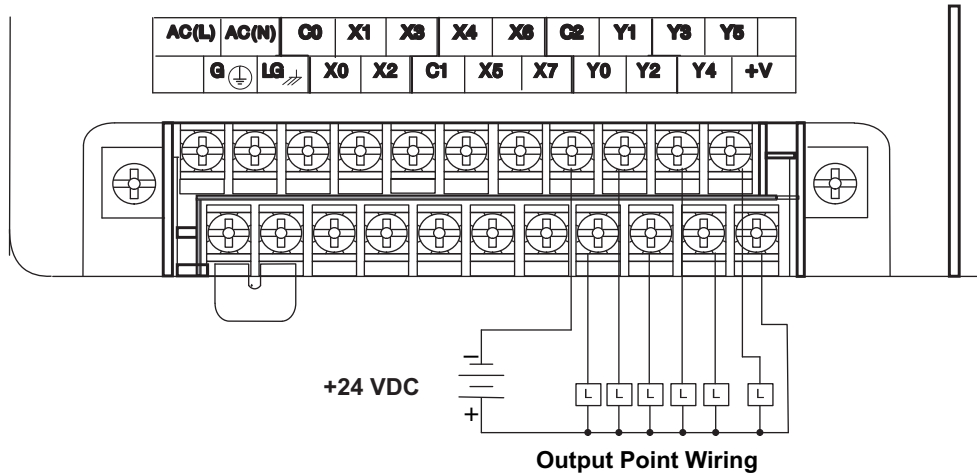 AC(L) AC(N) C0 X1 X3 X4 X6 C2 Y1 Y3 Y5
G LG X0 X2 C1 X5 X7 Y0 Y2 Y4 +V
−
+24 VDC
+
L L L L L L
Output Point Wiring